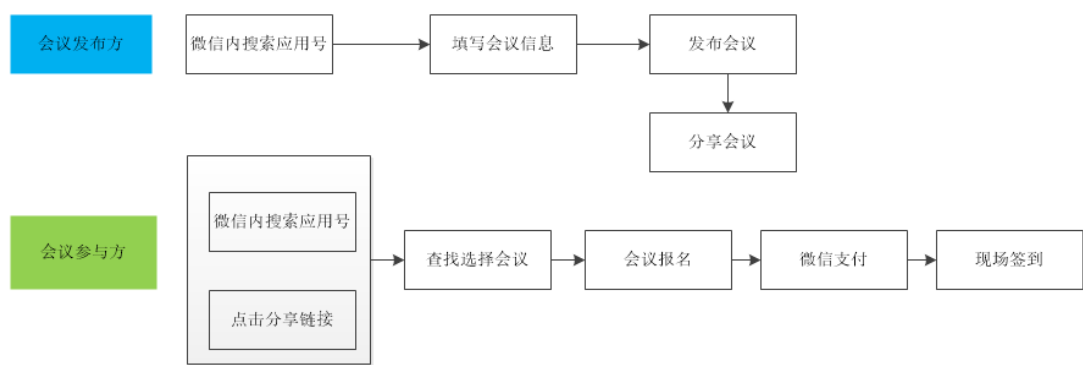 会议发布方
微信内搜索应用号
填写会议信息
发布会议
分享会议
会议参与方
微信内搜索应用号
点击分享链接
查找选择会议
会议报名
微信支付
现场签到